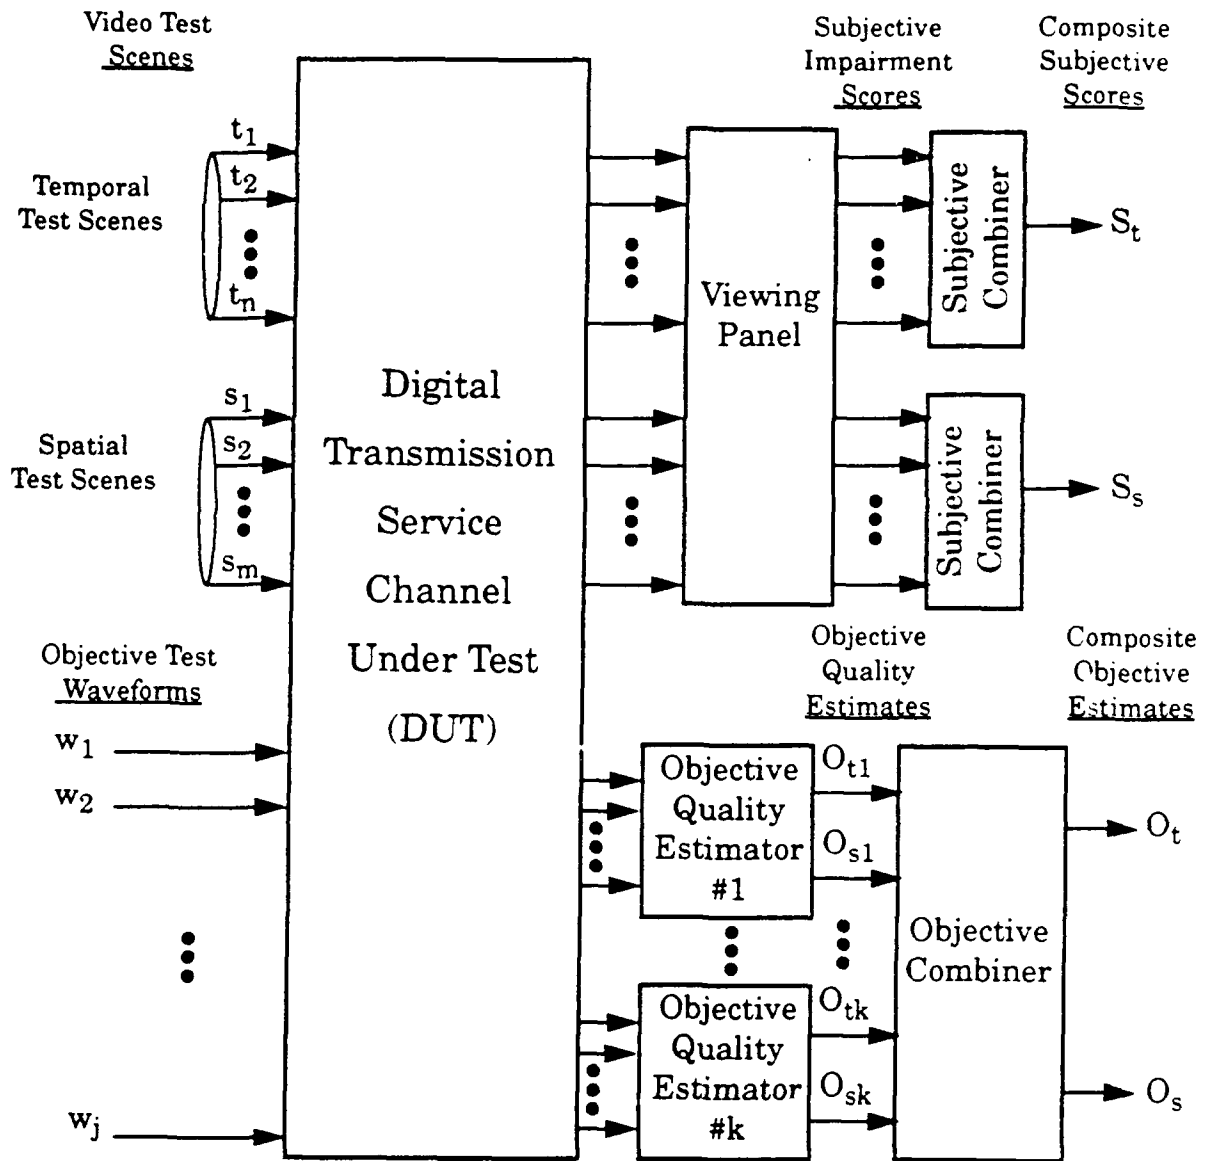 Video Test
Scenes
Subjective
Impairment
Scores
Composite
Subjective
Scores
t1
t2
tn
Temporal
Test Scenes
s1
s2
sm
Spatial
Test Scenes
Digital
Transmission
Service
Channel
Under Test
(DUT)
Viewing
Panel
Subjective
Combiner
St
Subjective
Combiner
Ss
Objective Test
Waveforms
w1
w2
wj
Objective
Quality
Estimates
Composite
Objective
Estimates
Objective
Quality
Estimator
#1
Ot1
Os1
Objective
Quality
Estimator
#k
Otk
Osk
Objective
Combiner
Ot
Os